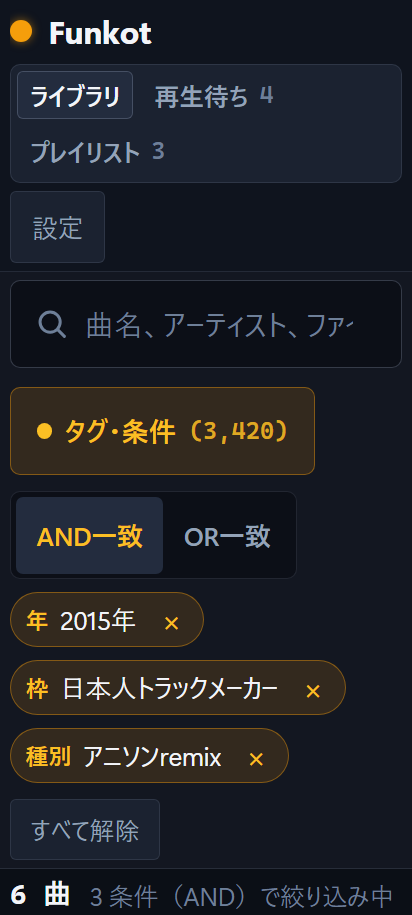 Funkot
ライブラリ 再生待ち 4
プレイリスト 3
設定
曲名、アーティスト、ファイ
タグ・条件 (3,420)
AND一致 OR一致
年 2015年 ×
枠 日本人トラックメーカー ×
種別 アニソンremix ×
すべて解除
6 曲 3 条件（AND）で絞り込み中